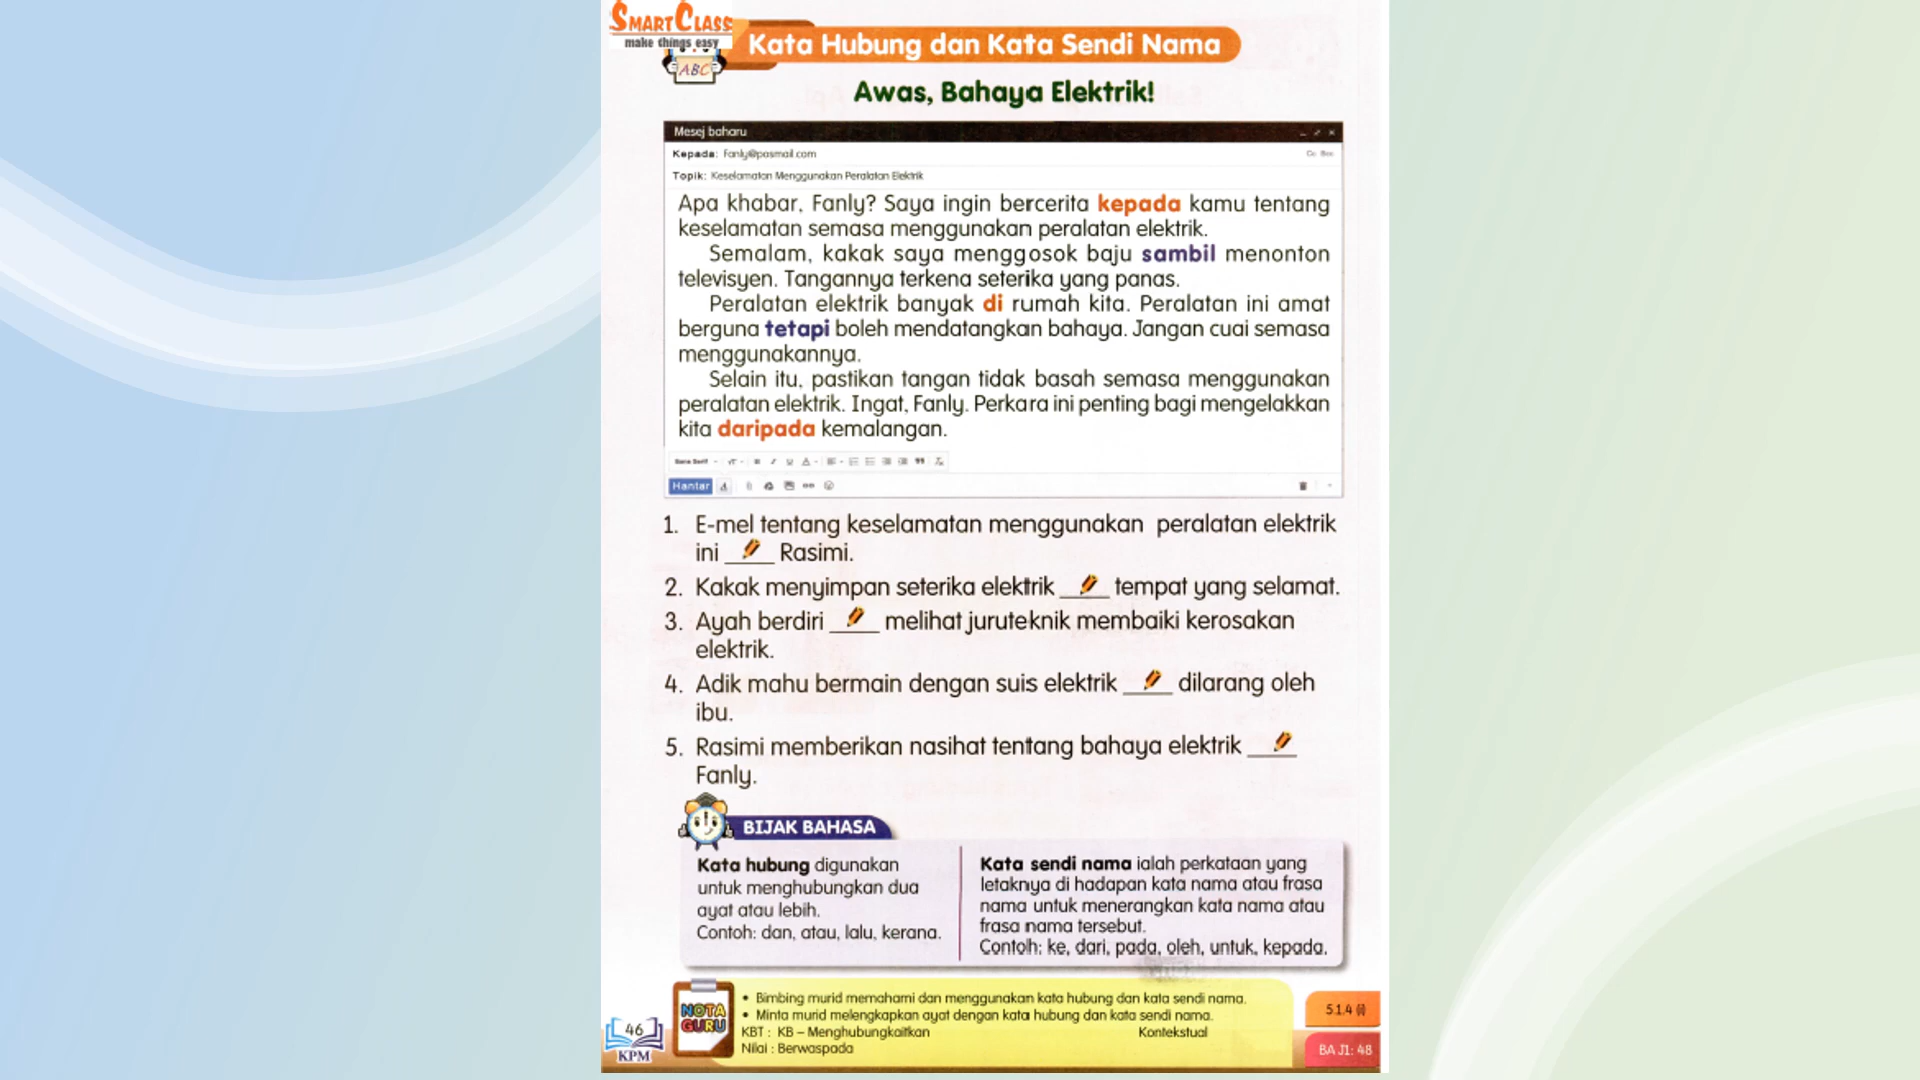 SMARTCLASS
make things easy
ABC
Kata Hubung dan Kata Sendi Nama
Awas, Bahaya Elektrik!
Mesej baharu
Kepada: Fanly@posmail.com Cc Bcc
Topik: Keselamatan Menggunakan Peralatan Elektrik
Apa khabar, Fanly? Saya ingin bercerita kepada kamu tentang
keselamatan semasa menggunakan peralatan elektrik.
Semalam, kakak saya menggosok baju sambil menonton
televisyen. Tangannya terkena seterika yang panas.
Peralatan elektrik banyak di rumah kita. Peralatan ini amat
berguna tetapi boleh mendatangkan bahaya. Jangan cuai semasa
menggunakannya.
Selain itu, pastikan tangan tidak basah semasa menggunakan
peralatan elektrik. Ingat, Fanly. Perkara ini penting bagi mengelakkan
kita daripada kemalangan.
Sans Serif
Hantar
1. E-mel tentang keselamatan menggunakan peralatan elektrik
ini ____ Rasimi.
2. Kakak menyimpan seterika elektrik ____ tempat yang selamat.
3. Ayah berdiri ____ melihat juruteknik membaiki kerosakan
elektrik.
4. Adik mahu bermain dengan suis elektrik ____ dilarang oleh
ibu.
5. Rasimi memberikan nasihat tentang bahaya elektrik ____
Fanly.
BIJAK BAHASA
Kata hubung digunakan
untuk menghubungkan dua
ayat atau lebih.
Contoh: dan, atau, lalu, kerana.
Kata sendi nama ialah perkataan yang
letaknya di hadapan kata nama atau frasa
nama untuk menerangkan kata nama atau
frasa nama tersebut.
Contoh: ke, dari, pada, oleh, untuk, kepada.
NOTA
GURU
• Bimbing murid memahami dan menggunakan kata hubung dan kata sendi nama.
• Minta murid melengkapkan ayat dengan kata hubung dan kata sendi nama.
KBT : KB – Menghubungkaitkan Kontekstual
Nilai : Berwaspada
5.1.4 (i)
BA J1: 48
46
KPM